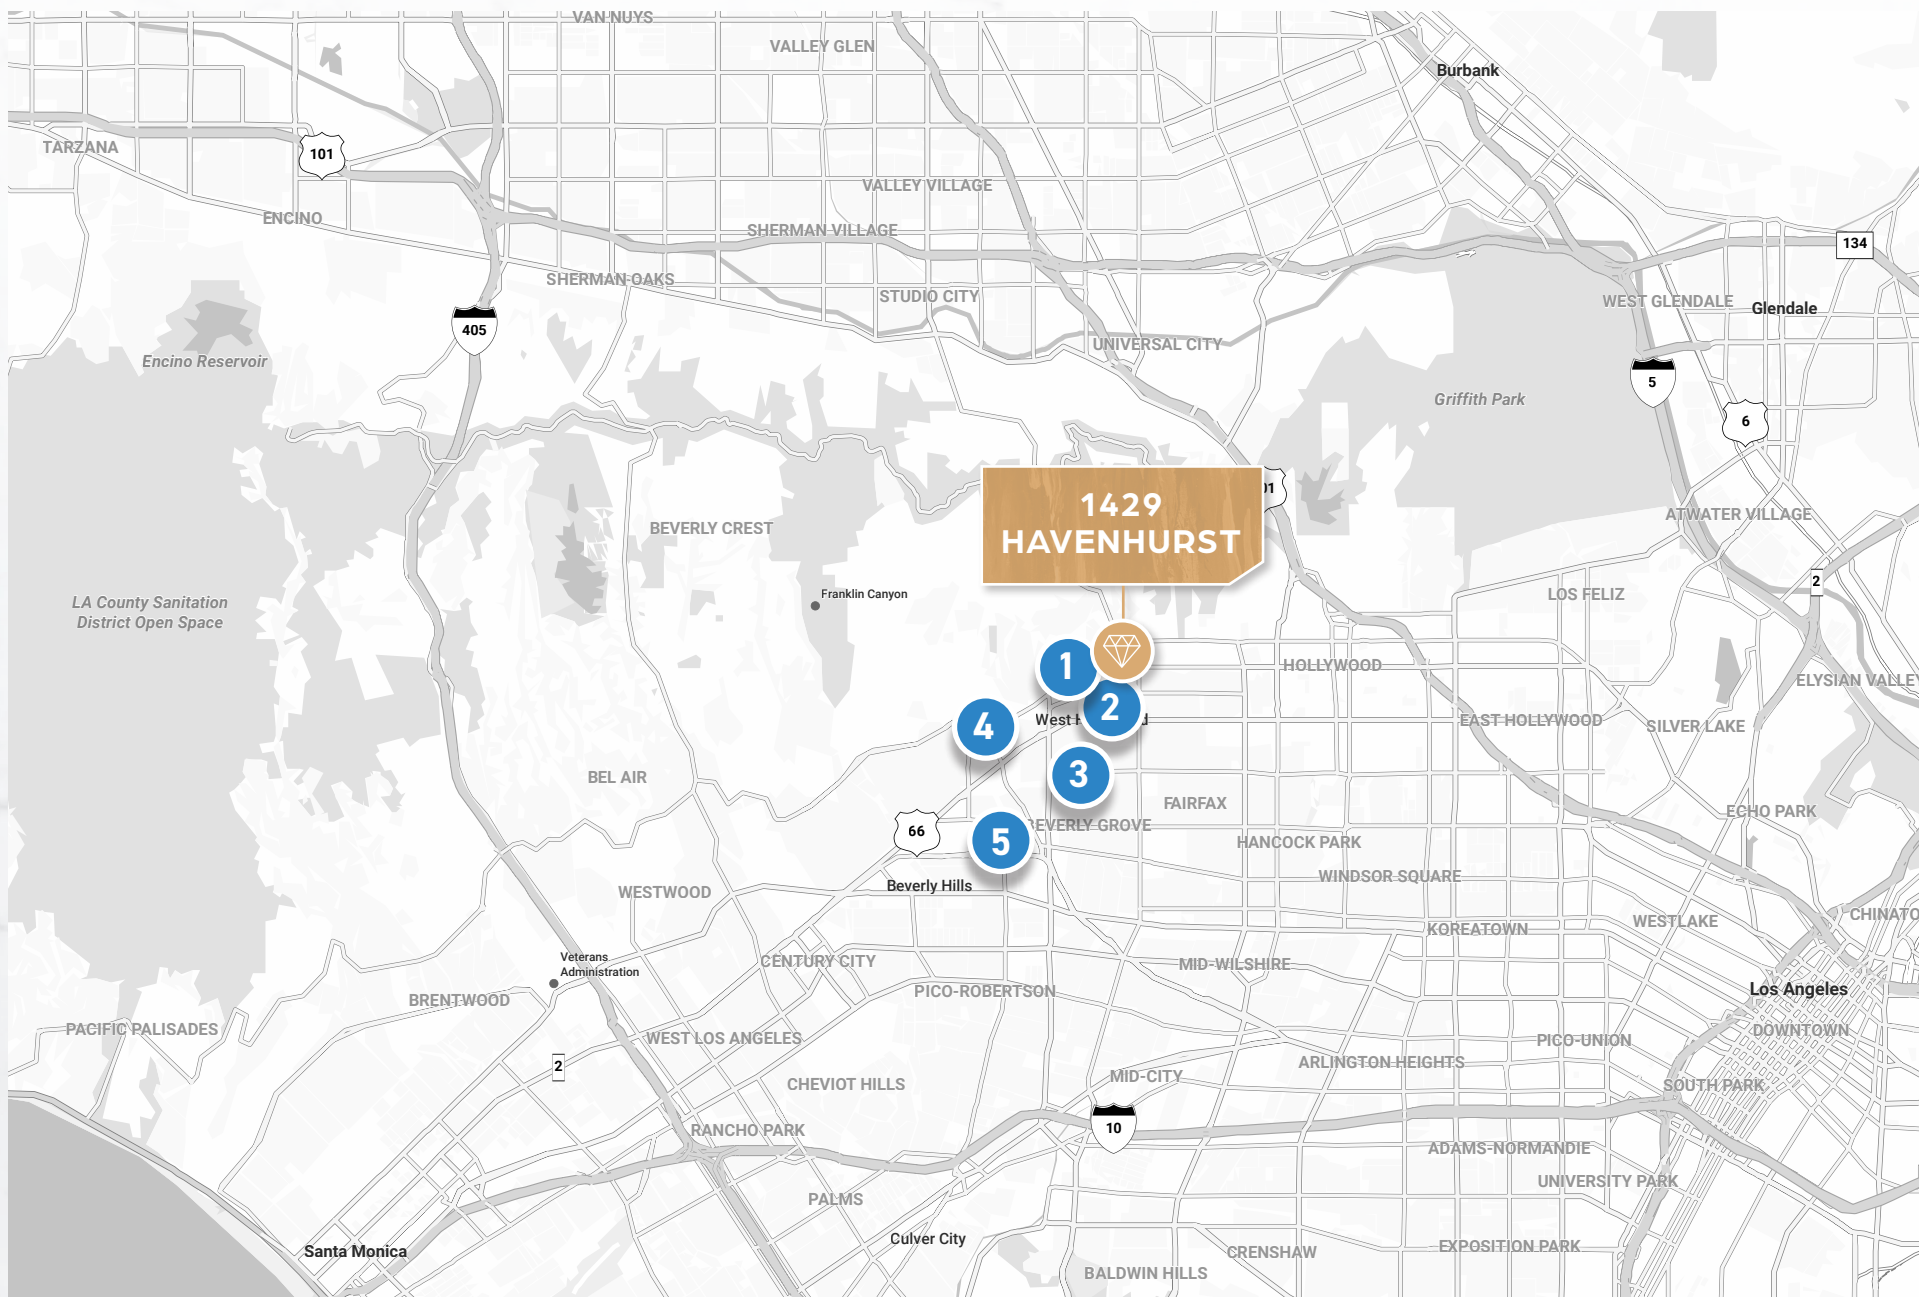 VAN NUYS
VALLEY GLEN
Burbank
TARZANA
101
VALLEY VILLAGE
ENCINO
SHERMAN VILLAGE
134
SHERMAN OAKS
STUDIO CITY
WEST GLENDALE
Glendale
405
UNIVERSAL CITY
Encino Reservoir
5
Griffith Park
6
1429
HAVENHURST
01
BEVERLY CREST
ATWATER VILLAGE
2
Franklin Canyon
LOS FELIZ
LA County Sanitation
District Open Space
1
HOLLYWOOD
ELYSIAN VALLEY
2
West H
d
4
EAST HOLLYWOOD
SILVER LAKE
BEL AIR
3
FAIRFAX
ECHO PARK
66
BEVERLY GROVE
5
HANCOCK PARK
WINDSOR SQUARE
Beverly Hills
WESTWOOD
CHINATO
WESTLAKE
KOREATOWN
Veterans
Administration
CENTURY CITY
MID-WILSHIRE
Los Angeles
PICO-ROBERTSON
BRENTWOOD
PACIFIC PALISADES
DOWNTOWN
WEST LOS ANGELES
PICO-UNION
2
ARLINGTON HEIGHTS
MID-CITY
CHEVIOT HILLS
SOUTH PARK
10
RANCHO PARK
ADAMS-NORMANDIE
UNIVERSITY PARK
PALMS
Culver City
Santa Monica
CRENSHAW
EXPOSITION PARK
BALDWIN HILLS